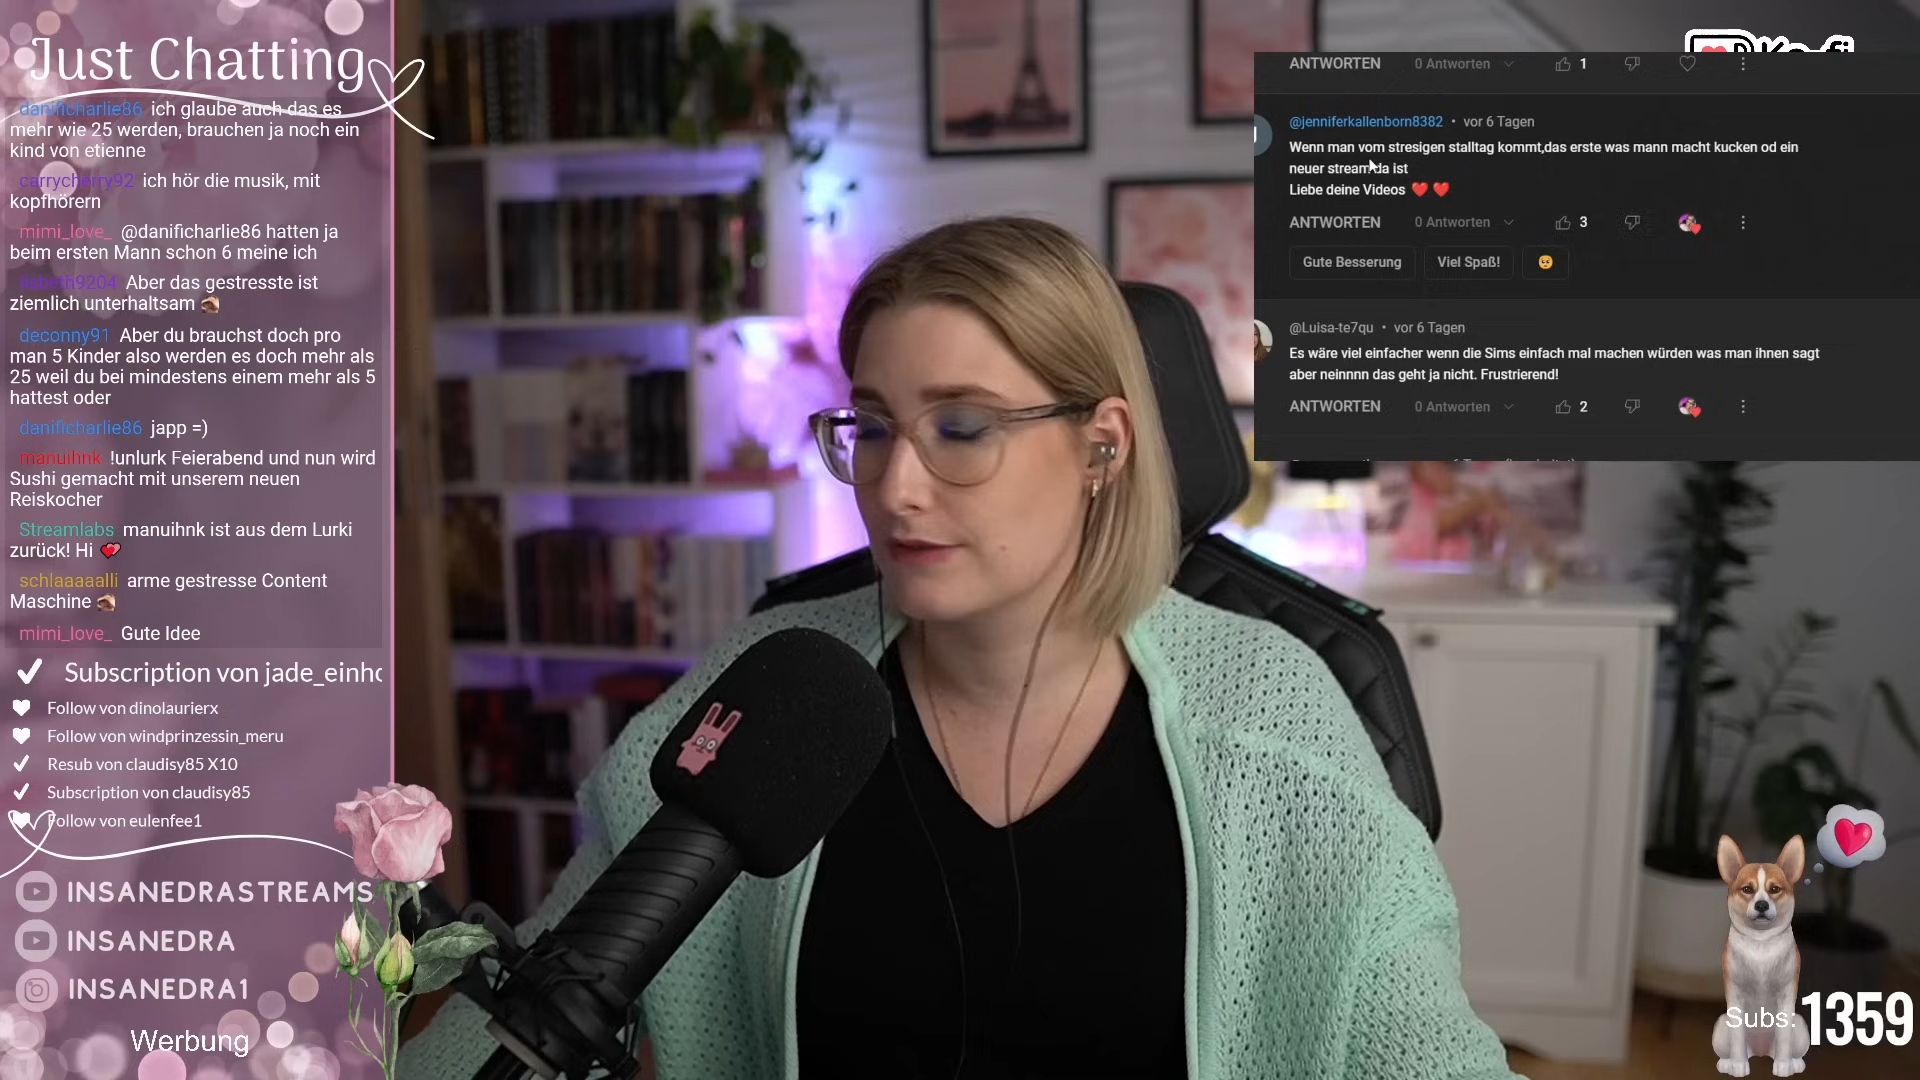 Just Chatting
danificharlie86 ich glaube auch das es
mehr wie 25 werden, brauchen ja noch ein
kind von etienne
carrycherry92 ich hör die musik, mit
kopfhörern
mimi_love_ @danificharlie86 hatten ja
beim ersten Mann schon 6 meine ich
Aber das gestresste ist
ziemlich unterhaltsam
deconny91 Aber du brauchst doch pro
man 5 Kinder also werden es doch mehr als
25 weil du bei mindestens einem mehr als 5
hattest oder
danificharlie86 japp =)
manuihnk !unlurk Feierabend und nun wird
Sushi gemacht mit unserem neuen
Reiskocher
Streamlabs manuihnk ist aus dem Lurki
zurück! Hi 💕
schlaaaaalli arme gestresse Content
Maschine
mimi_love_ Gute Idee
Subscription von jade_einho
Follow von dinolaurierx
Follow von windprinzessin_meru
Resub von claudisy85 X10
Subscription von claudisy85
Follow von eulenfee1
INSANEDRASTREAMS
INSANEDRA
INSANEDRA1
Werbung
ANTWORTEN 0 Antworten 1
@jenniferkallenborn8382 • vor 6 Tagen
Wenn man vom stresigen stalltag kommt,das erste was mann macht kucken od ein
neuer stream da ist
Liebe deine Videos ❤️ ❤️
ANTWORTEN 0 Antworten 3
Gute Besserung Viel Spaß! 🥺
@Luisa-te7qu • vor 6 Tagen
Es wäre viel einfacher wenn die Sims einfach mal machen würden was man ihnen sagt
aber neinnnn das geht ja nicht. Frustrierend!
ANTWORTEN 0 Antworten 2
Subs: 1359